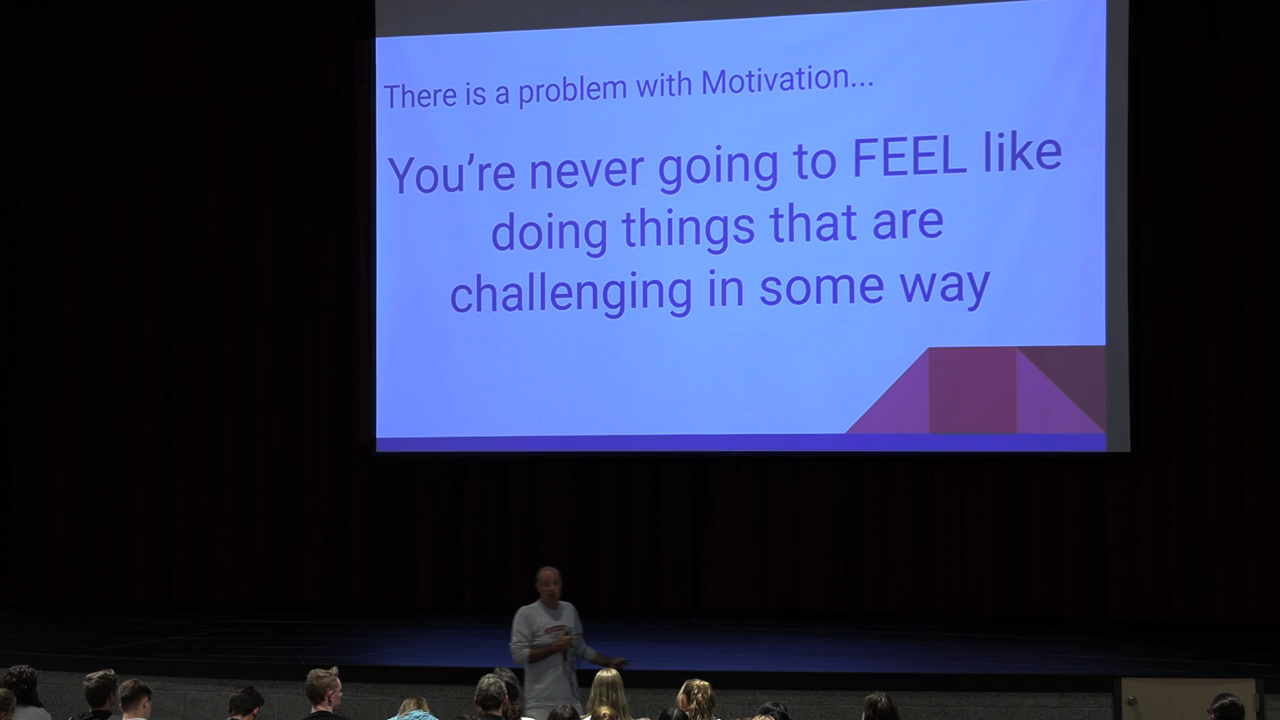 There is a problem with Motivation...
You're never going to FEEL like
doing things that are
challenging in some way